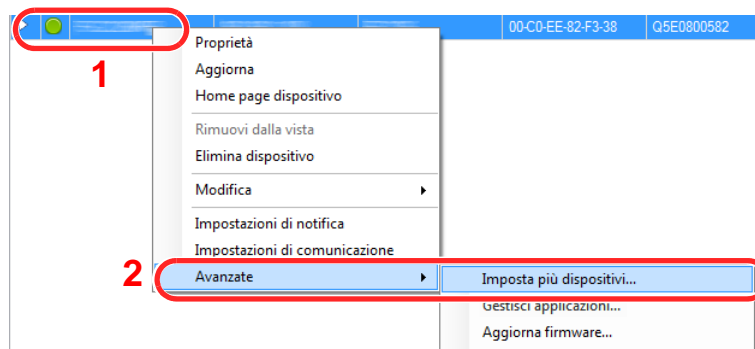 00-C0-EE-82-F3-38 Q5E0800582
1
Proprietà
Aggiorna
Home page dispositivo
Rimuovi dalla vista
Elimina dispositivo
Modifica
Impostazioni di notifica
Impostazioni di comunicazione
2
Avanzate
Imposta più dispositivi...
Gestisci applicazioni...
Aggiorna firmware...